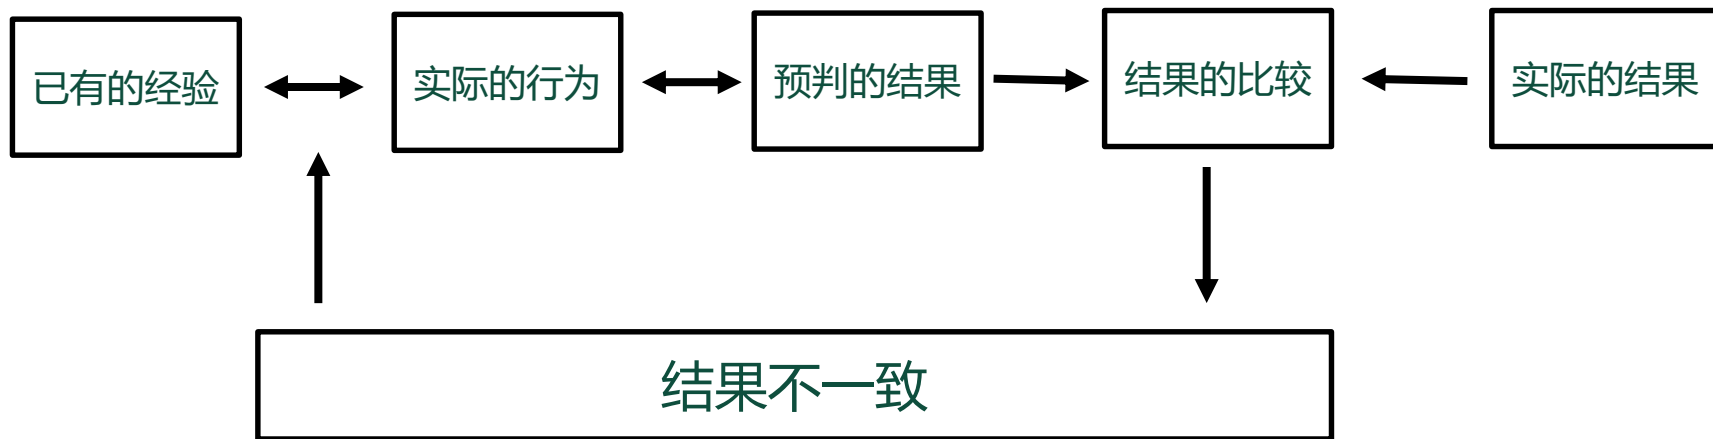 已有的经验
实际的行为
预判的结果
结果的比较
实际的结果
结果不一致